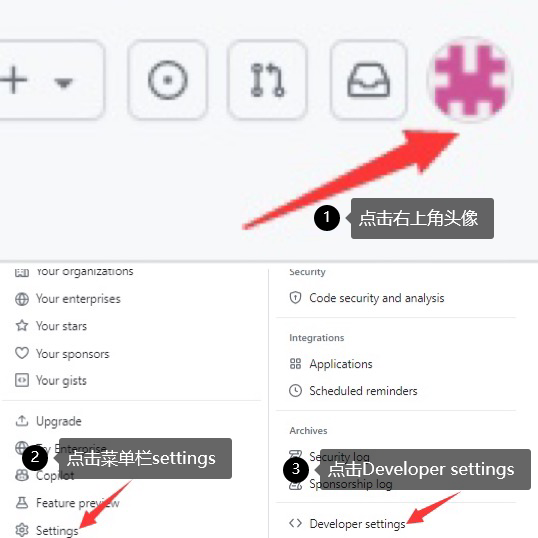 1 点击右上角头像
Your organizations
Your enterprises
Your stars
Your sponsors
Your gists
Upgrade
Try Enterprise
2 点击菜单栏settings
Copilot
Feature preview
Settings
Security
Code security and analysis
Integrations
Applications
Scheduled reminders
Archives
Security log
3 点击Developer settings
Sponsorship log
Developer settings